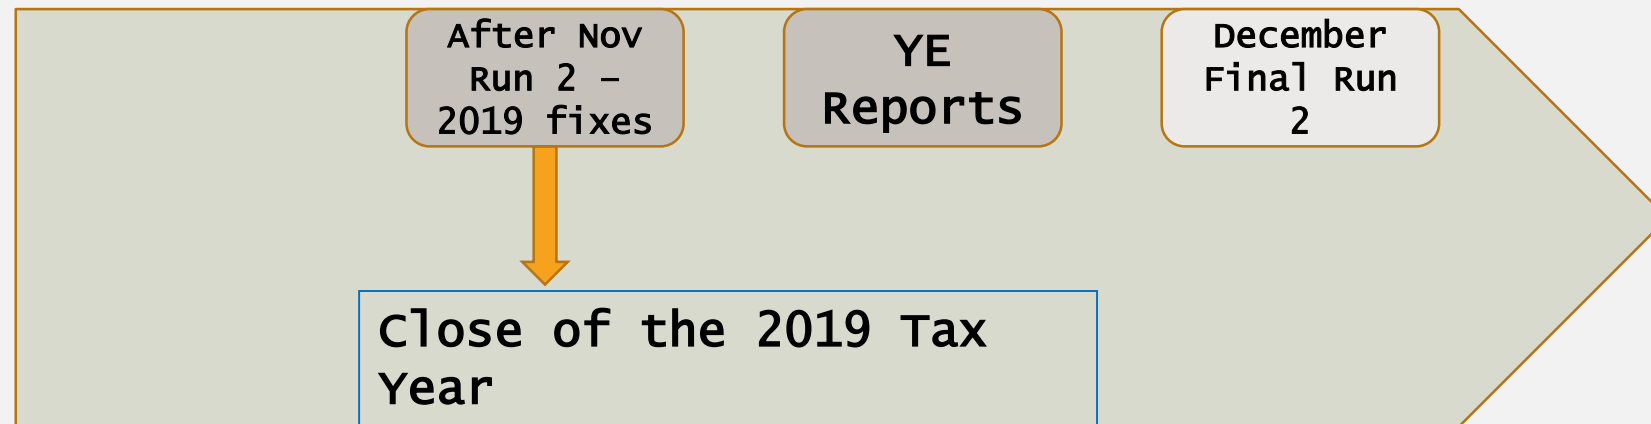 After Nov
Run 2 –
2019 fixes
YE
Reports
December
Final Run
2
Close of the 2019 Tax
Year